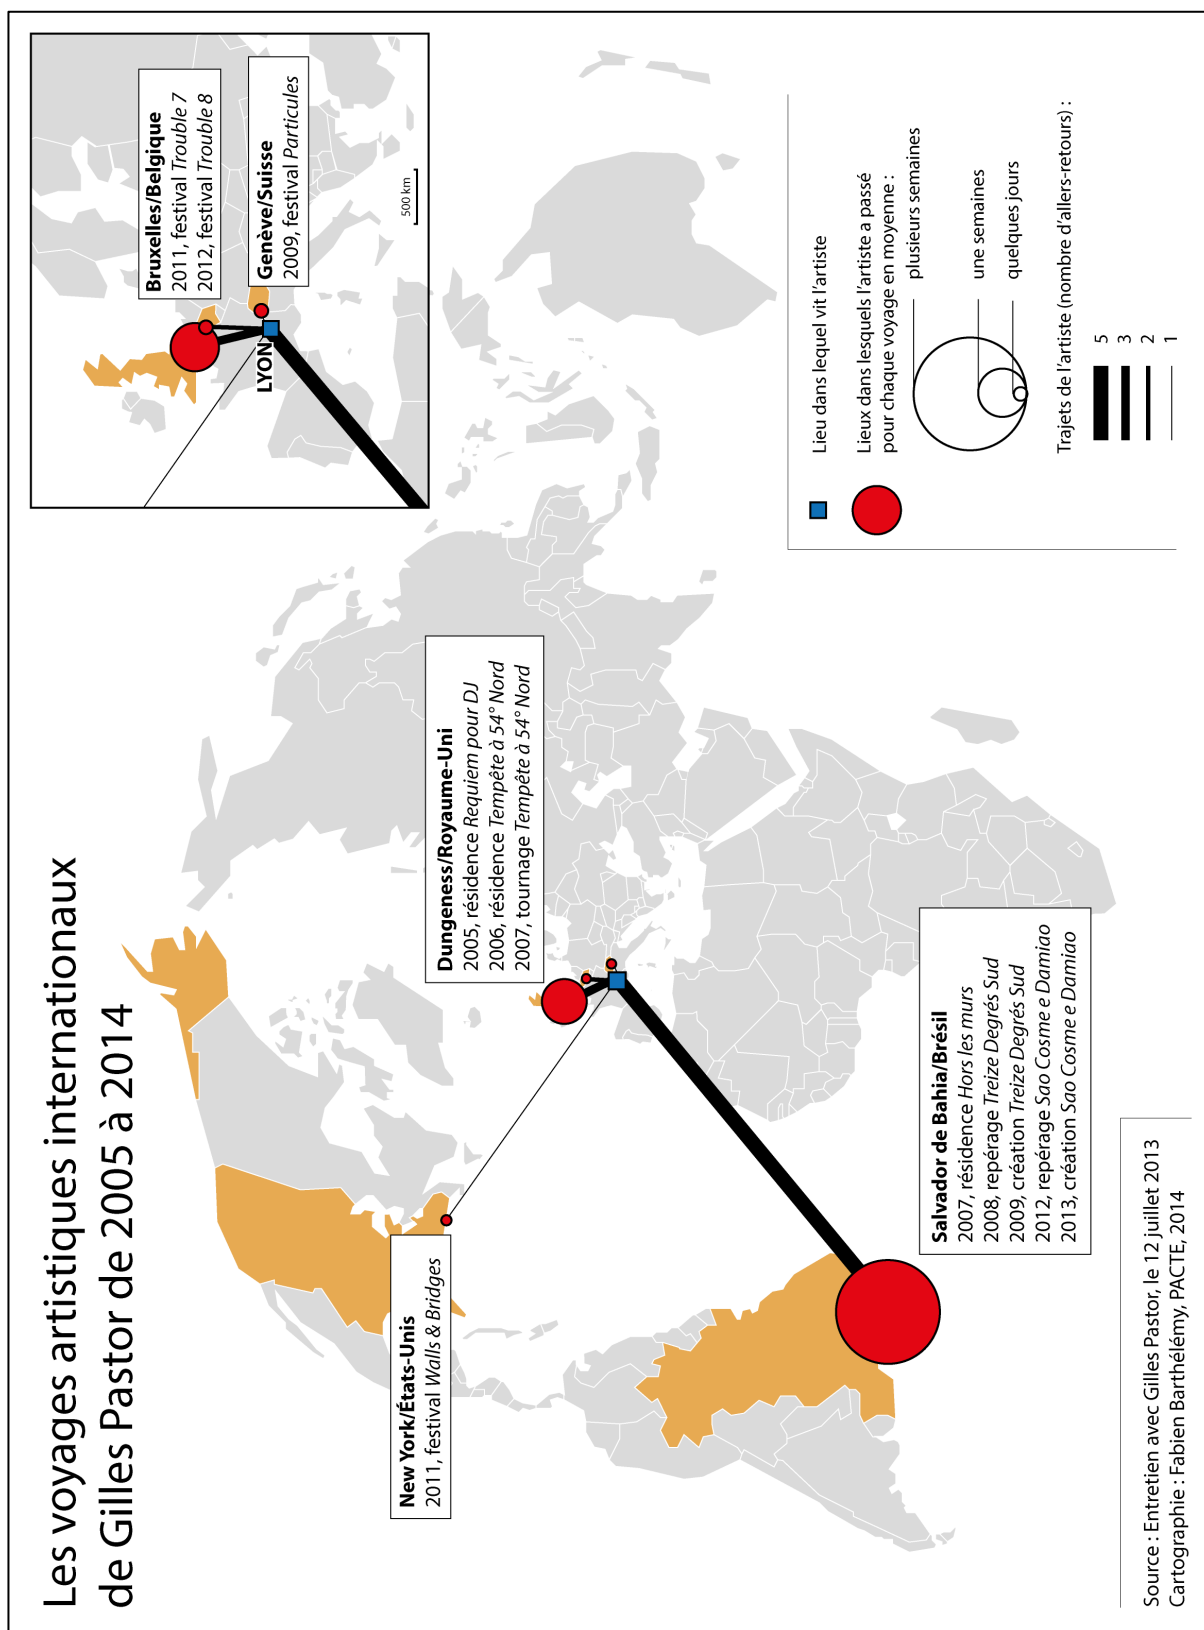 Les voyages artistiques internationaux
de Gilles Pastor de 2005 à 2014
Bruxelles/Belgique
2011, festival Trouble 7
2012, festival Trouble 8
Genève/Suisse
2009, festival Particules
LYON
500 km
New York/États-Unis
2011, festival Walls & Bridges
Dungeness/Royaume-Uni
2005, résidence Requiem pour DJ
2006, résidence Tempête à 54° Nord
2007, tournage Tempête à 54° Nord
Salvador de Bahia/Brésil
2007, résidence Hors les murs
2008, repérage Treize Degrés Sud
2009, création Treize Degrés Sud
2012, repérage Sao Cosme e Damiao
2013, création Sao Cosme e Damiao
Lieu dans lequel vit l'artiste
Lieux dans lesquels l'artiste a passé
pour chaque voyage en moyenne :
plusieurs semaines
une semaines
quelques jours
Trajets de l'artiste (nombre d'allers-retours) :
5
3
2
1
Source : Entretien avec Gilles Pastor, le 12 juillet 2013
Cartographie : Fabien Barthélémy, PACTE, 2014